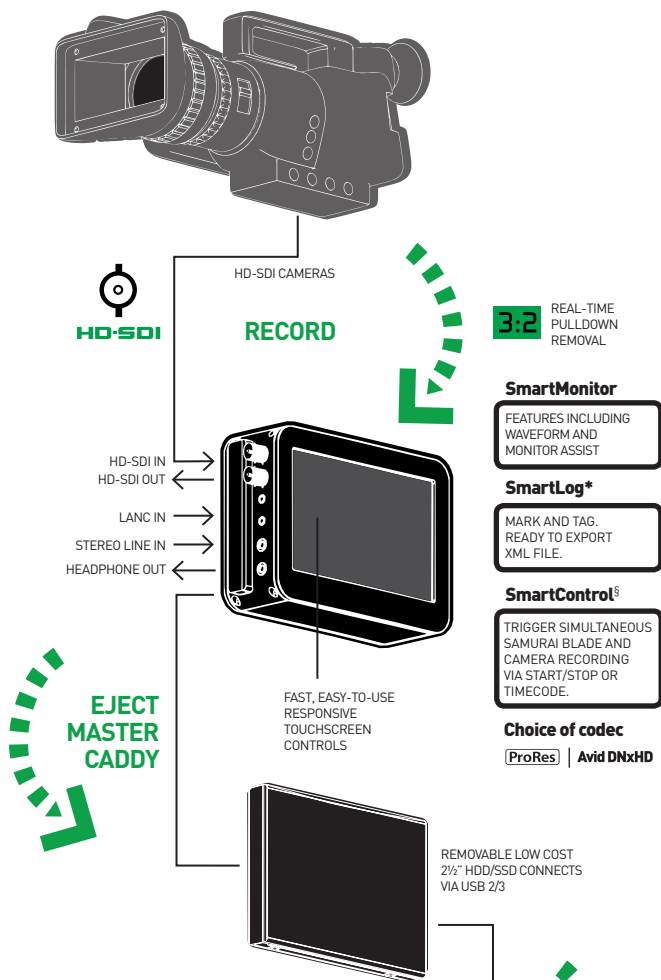 HD-SDI CAMERAS
HD-SDI
RECORD
3:2
REAL-TIME
PULLDOWN
REMOVAL
SmartMonitor
FEATURES INCLUDING
WAVEFORM AND
MONITOR ASSIST
HD-SDI IN
HD-SDI OUT
LANC IN
STEREO LINE IN
HEADPHONE OUT
SmartLog*
MARK AND TAG.
READY TO EXPORT
XML FILE.
SmartControl§
TRIGGER SIMULTANEOUS
SAMURAI BLADE AND
CAMERA RECORDING
VIA START/STOP OR
TIMECODE.
EJECT
MASTER
CADDY
FAST, EASY-TO-USE
RESPONSIVE
TOUCHSCREEN
CONTROLS
Choice of codec
ProRes | Avid DNxHD
REMOVABLE LOW COST
2½" HDD/SSD CONNECTS
VIA USB 2/3